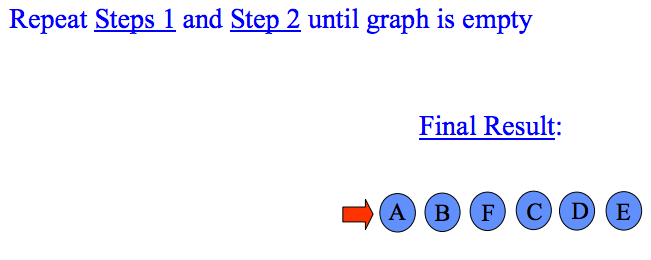 Repeat Steps 1 and Step 2 until graph is empty
Final Result:
A B F C D E